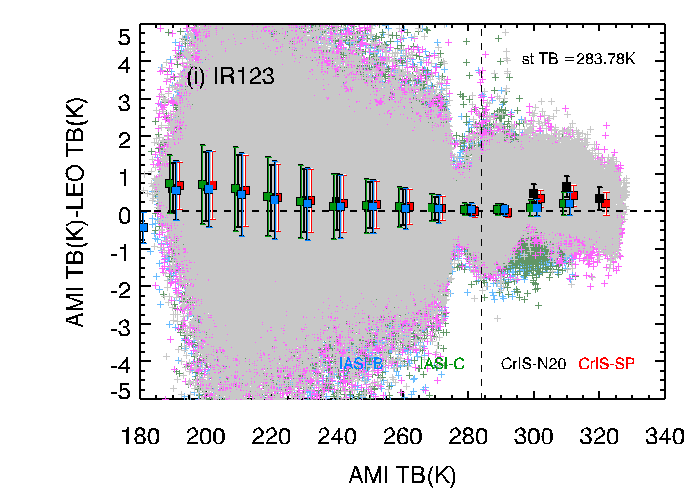 (i) IR123
st TB =283.78K
AMI TB(K)-LEO TB(K)
5
4
3
2
1
0
-1
-2
-3
-4
-5
IASI-B IASI-C CrIS-N20 CrIS-SP
180 200 220 240 260 280 300 320 340
AMI TB(K)